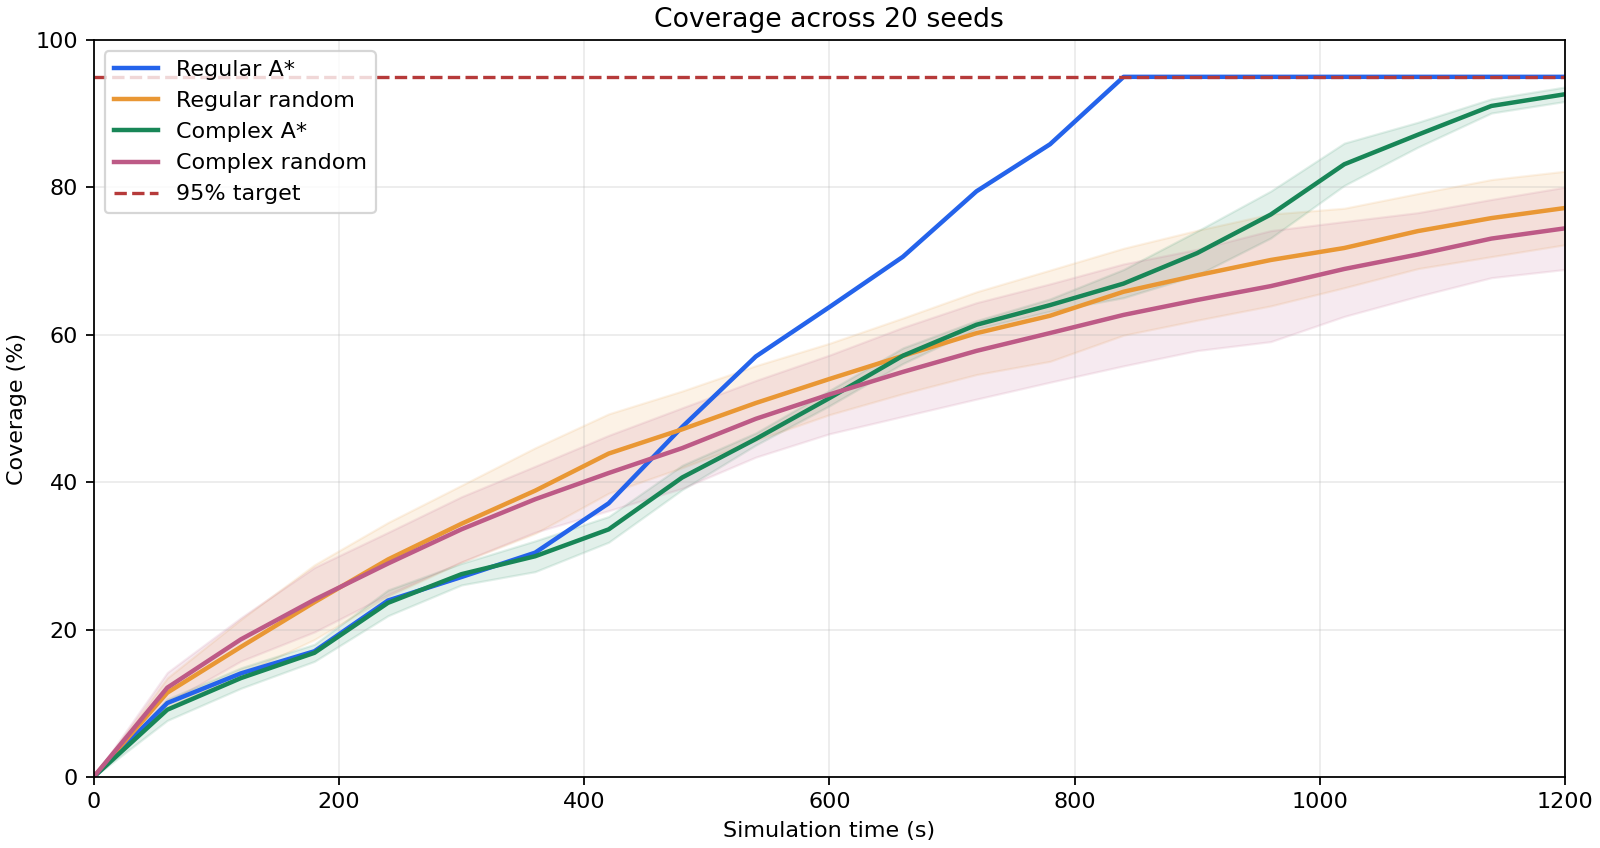 Coverage across 20 seeds
Coverage (%)
100
80
60
40
20
0
Regular A*
Regular random
Complex A*
Complex random
95% target
0 200 400 600 800 1000 1200
Simulation time (s)